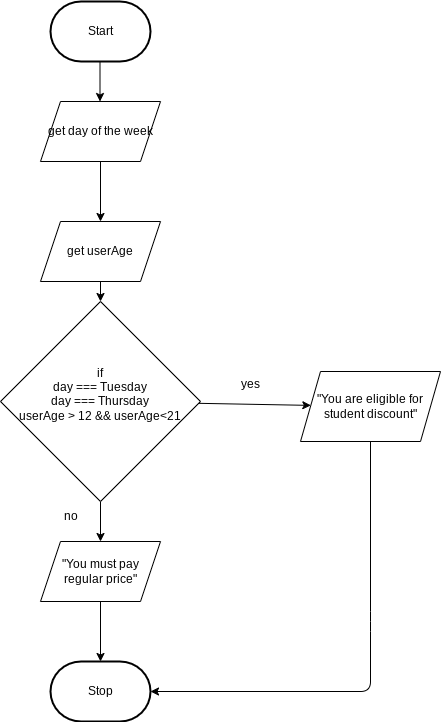 Start
get day of the week
get userAge
if
day === Tuesday
day === Thursday
userAge > 12 && userAge<21
yes
"You are eligible for
student discount"
no
"You must pay
regular price"
Stop